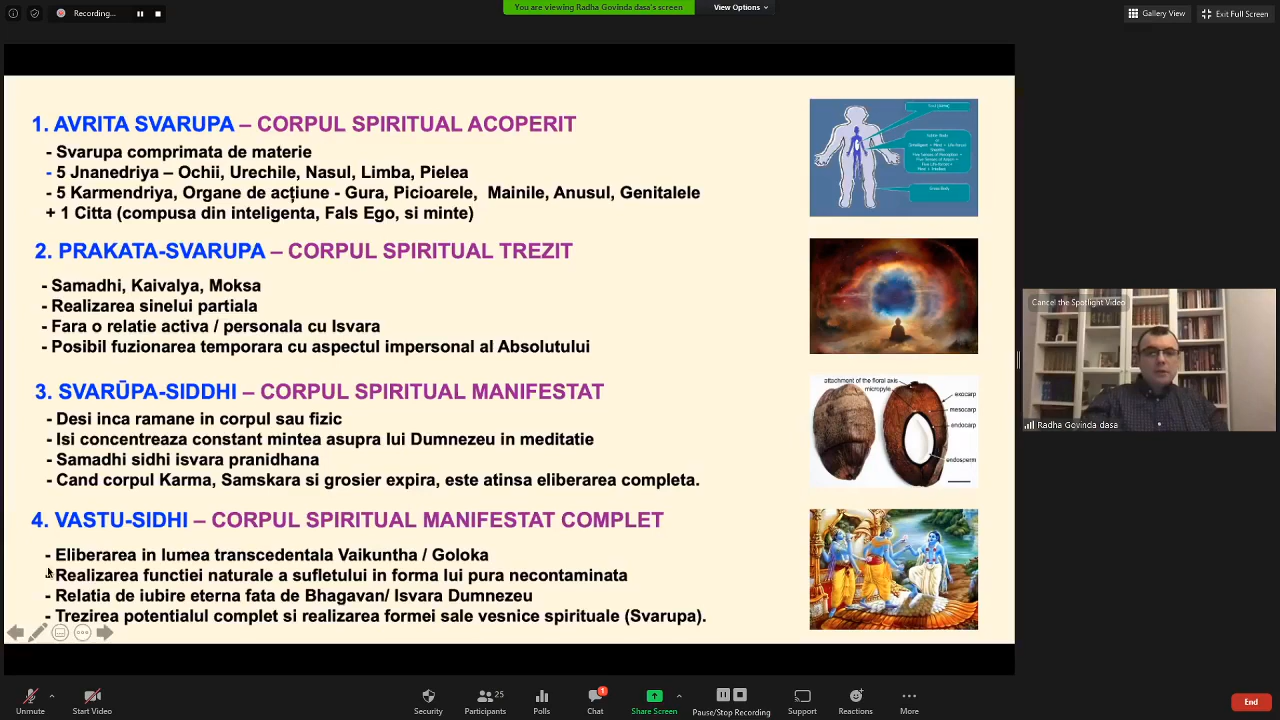 Recording...
You are viewing Radha Govinda dasa's screen
View Options
Gallery View
Exit Full Screen
1. AVRITA SVARUPA – CORPUL SPIRITUAL ACOPERIT
- Svarupa comprimata de materie
- 5 Jnanedriya – Ochii, Urechile, Nasul, Limba, Pielea
- 5 Karmendriya, Organe de acțiune - Gura, Picioarele, Mainile, Anusul, Genitalele
+ 1 Citta (compusa din inteligenta, Fals Ego, si minte)
2. PRAKATA-SVARUPA – CORPUL SPIRITUAL TREZIT
- Samadhi, Kaivalya, Moksa
- Realizarea sinelui partiala
- Fara o relatie activa / personala cu Isvara
- Posibil fuzionarea temporara cu aspectul impersonal al Absolutului
3. SVARŪPA-SIDDHI – CORPUL SPIRITUAL MANIFESTAT
- Desi inca ramane in corpul sau fizic
- Isi concentreaza constant mintea asupra lui Dumnezeu in meditatie
- Samadhi sidhi isvara pranidhana
- Cand corpul Karma, Samskara si grosier expira, este atinsa eliberarea completa.
attachment of the floral axis
micropyle
exocarp
mesocarp
endocarp
endosperm
4. VASTU-SIDHI – CORPUL SPIRITUAL MANIFESTAT COMPLET
- Eliberarea in lumea transcedentala Vaikuntha / Goloka
Realizarea functiei naturale a sufletului in forma lui pura necontaminata
- Relatia de iubire eterna fata de Bhagavan/ Isvara Dumnezeu
- Trezirea potentialul complet si realizarea formei sale vesnice spirituale (Svarupa).
Cancel the Spotlight Video
Radha Govinda dasa
Unmute
Start Video
Security
25
Participants
Polls
1
Chat
Share Screen
Pause/Stop Recording
Support
Reactions
More
End